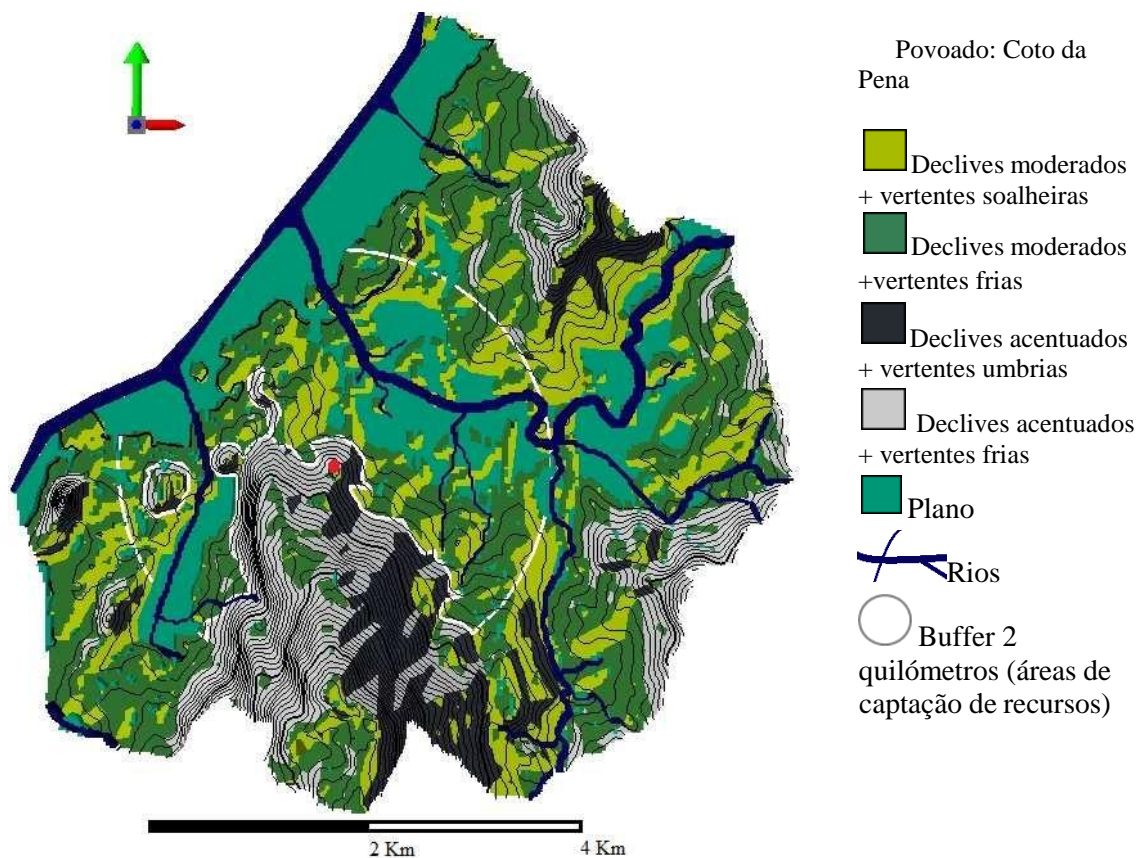 Povoado: Coto da
Pena
Declives moderados
+ vertentes soalheiras
Declives moderados
+vertentes frias
Declives acentuados
+ vertentes umbrias
Declives acentuados
+ vertentes frias
Plano
Rios
Buffer 2
quilómetros (áreas de
captação de recursos)
2 Km
4 Km